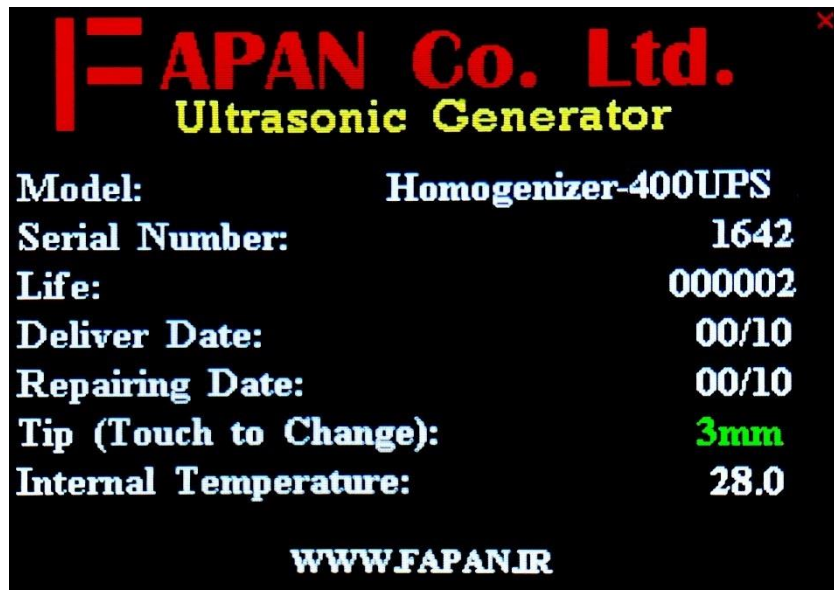 FAPAN Co. Ltd.
Ultrasonic Generator
Model: Homogenizer-400UPS
Serial Number: 1642
Life: 000002
Deliver Date: 00/10
Repairing Date: 00/10
Tip (Touch to Change): 3mm
Internal Temperature: 28.0
WWW.FAPAN.IR